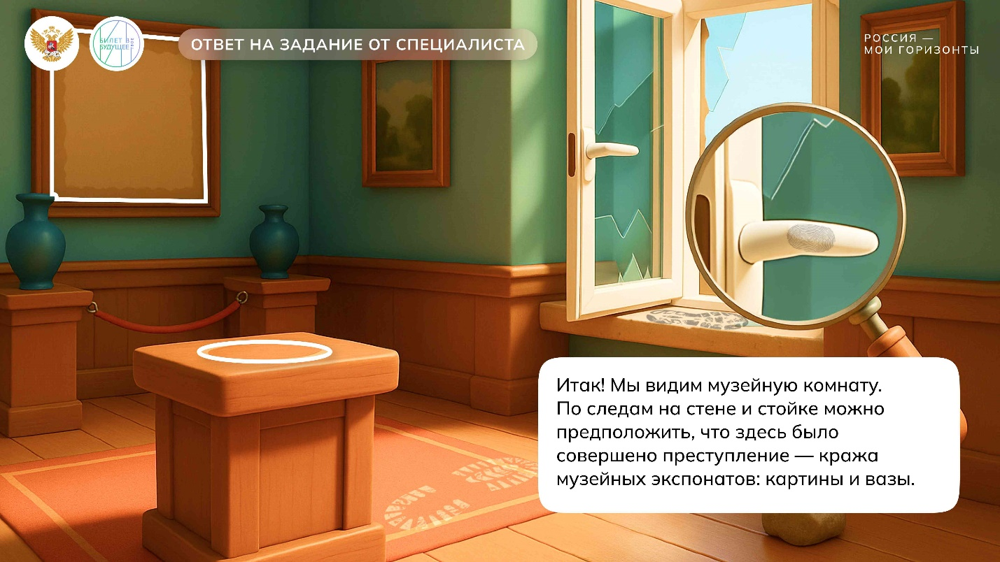 БИЛЕТ В
БУДУЩЕЕ
ОТВЕТ НА ЗАДАНИЕ ОТ СПЕЦИАЛИСТА
РОССИЯ —
МОИ ГОРИЗОНТЫ
Итак! Мы видим музейную комнату.
По следам на стене и стойке можно
предположить, что здесь было
совершено преступление — кража
музейных экспонатов: картины и вазы.